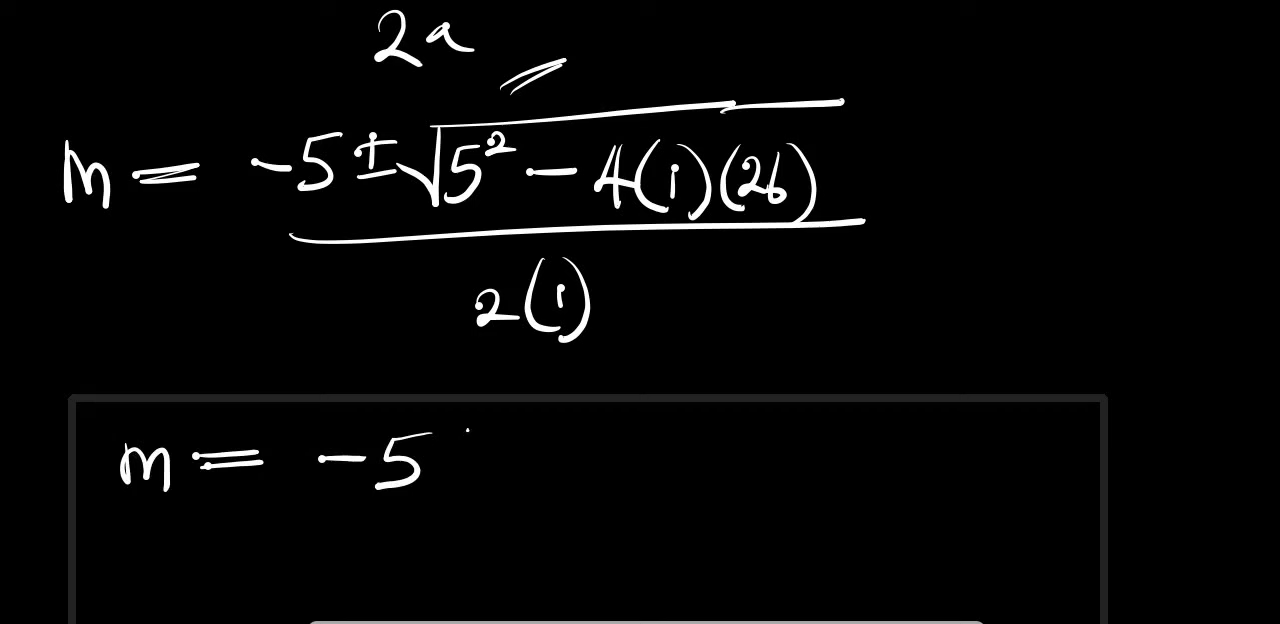 2a
m = -5 ± √5² - 4(1)(26)
2(1)
m = -5